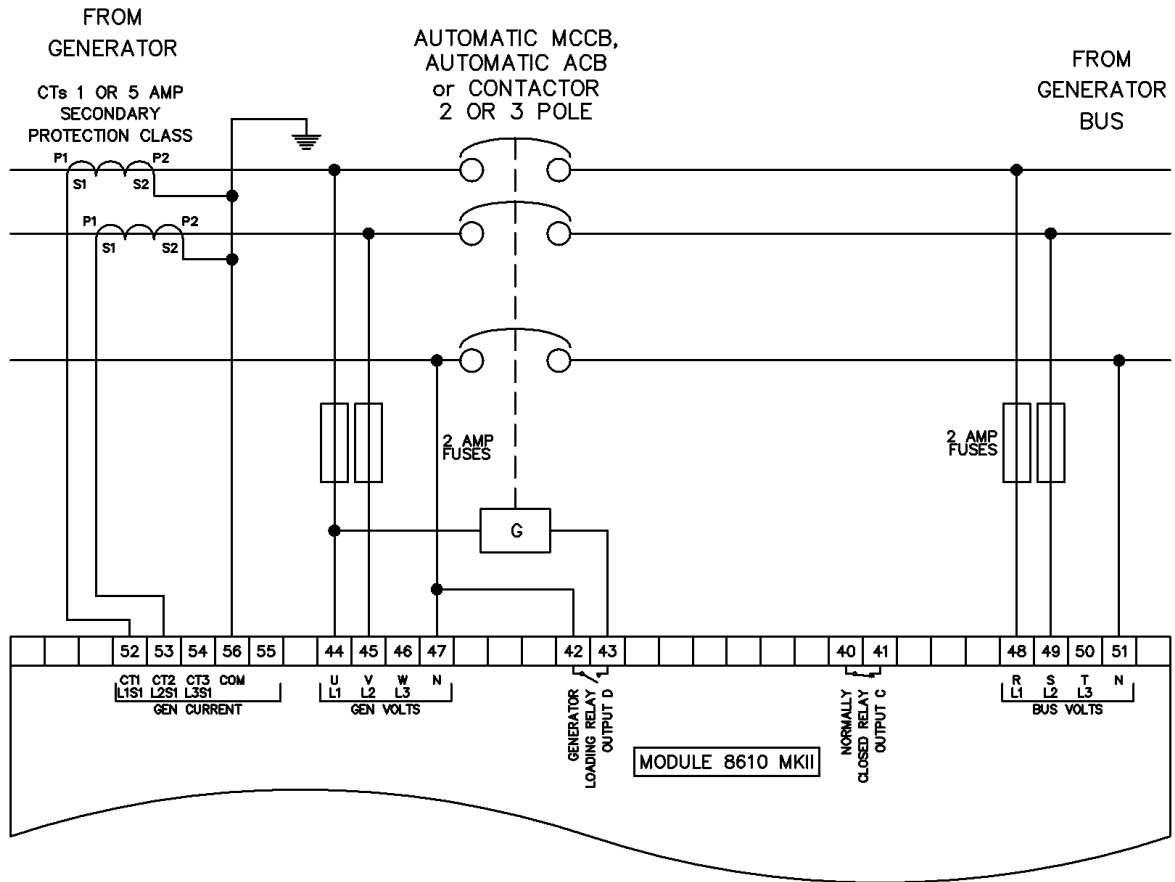 FROM
GENERATOR
CTs 1 OR 5 AMP
SECONDARY
PROTECTION CLASS
AUTOMATIC MCCB,
AUTOMATIC ACB
or CONTACTOR
2 OR 3 POLE
FROM
GENERATOR
BUS
P1
P2
S1
S2
P1
P2
S1
S2
2 AMP
FUSES
2 AMP
FUSES
G
52 53 54 56 55 44 45 46 47 42 43 40 41 48 49 50 51
CT1 CT2 CT3 COM
L1S1 L2S1 L3S1
GEN CURRENT
U V W N
L1 L2 L3
GEN VOLTS
GENERATOR
LOADING RELAY
OUTPUT D
NORMALLY
CLOSED RELAY
OUTPUT C
R S T N
L1 L2 L3
BUS VOLTS
MODULE 8610 MKII